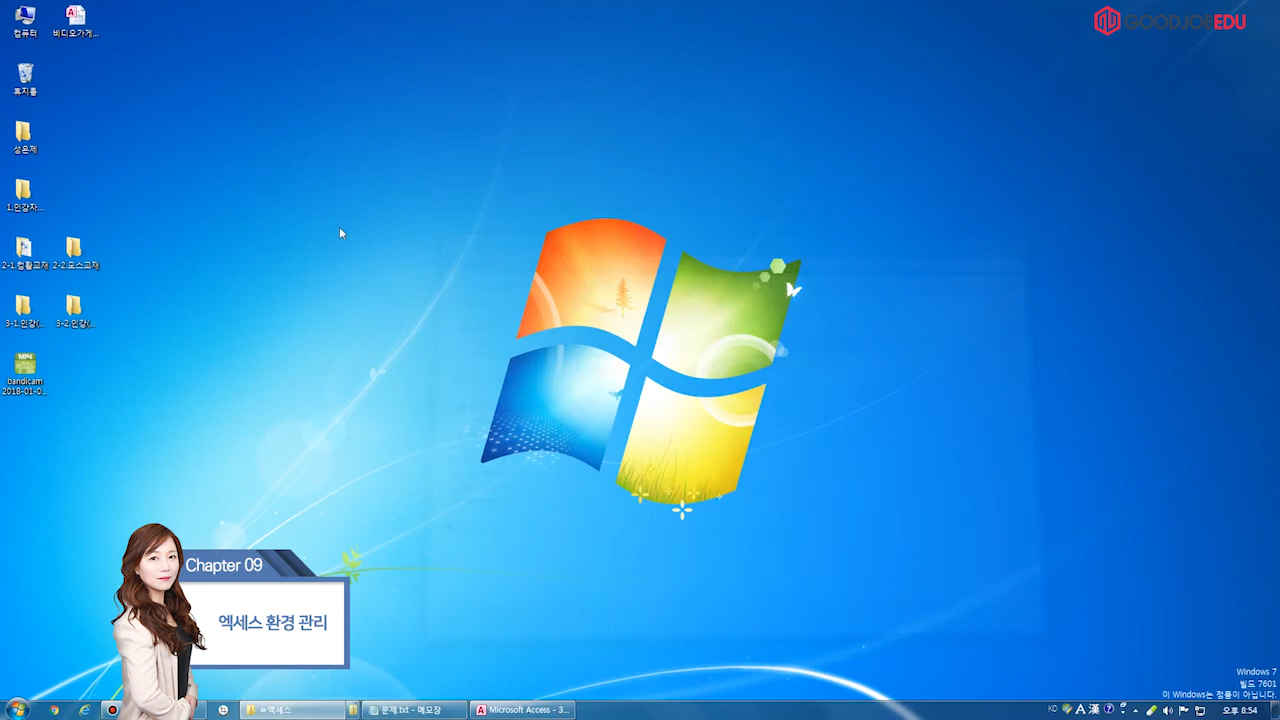 컴퓨터
비디오가게...
GOODJOBEDU
휴지통
성은제
1.인강자...
2-1.컴활교재
2-2.모스교재
3-1.인강(...
3-2.인강(...
MP4
bandicam
2018-01-0...
Chapter 09
엑세스 환경 관리
Windows 7
빌드 7601
이 Windows는 정품이 아닙니다.
엑세스
문제.txt - 메모장
Microsoft Access - 3...
KO
A 漢
오후 8:54